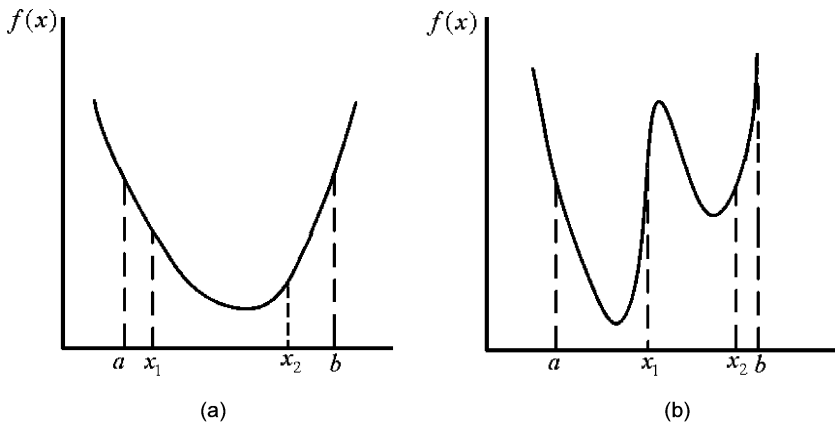 f(x)
a x₁ x₂ b
(a)
f(x)
a x₁ x₂ b
(b)